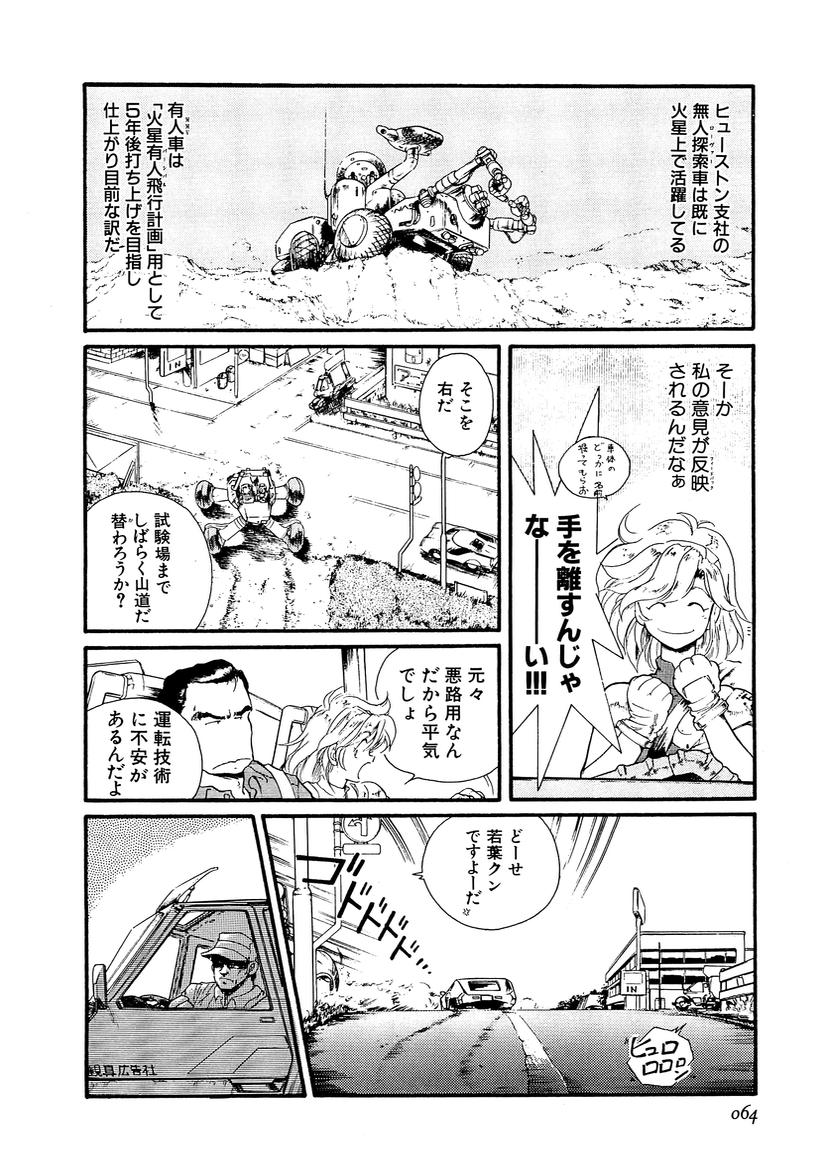 ヒューストン支社の
無人探索車は既に
火星上で活躍してる
有人車は
「火星有人飛行計画」用として
5年後打ち上げを目指し
仕上がり目前な訳だ
そーか
私の意見が反映
されるんだなぁ
車体の
どっかに名前
彫ってもらお
手を離すんじゃ
な――――い!!!
そこを
右だ
試験場まで
しばらく山道だ
替わろうか?
IN
元々
悪路用なん
だから平気
でしょ
運転技術
に不安が
あるんだよ
どーせ
若葉クン
ですよーだ
ゴッ
ドドドド…
IN
ヒュロ
ロロロ
広告社
064